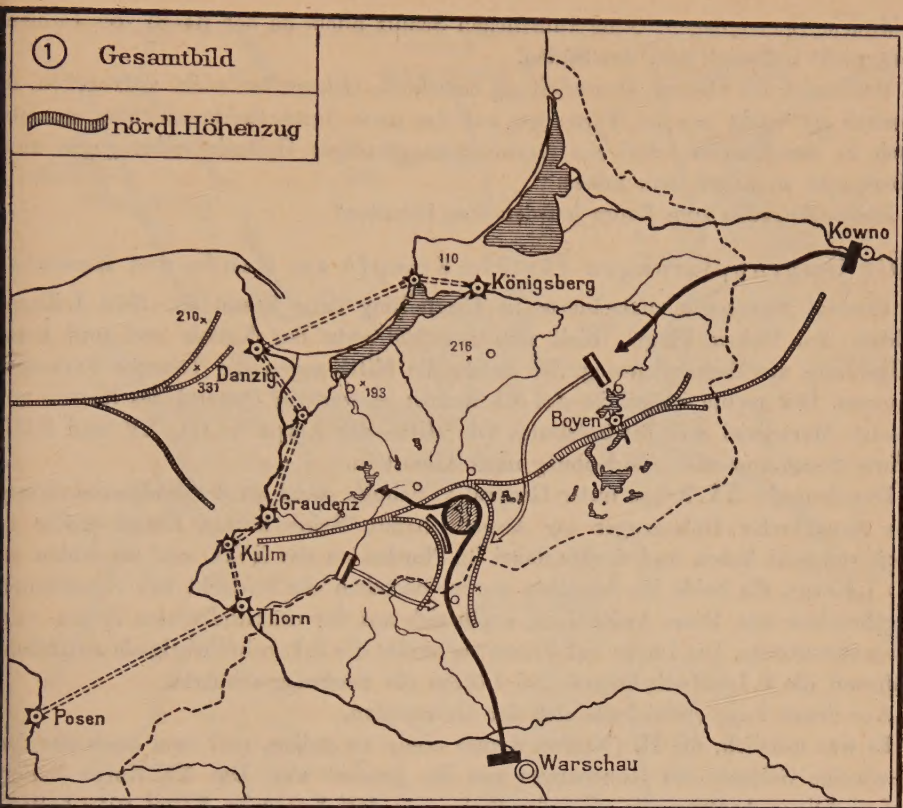 ① Gesamtbild
nördl.Höhenzug
Kowno
110
Königsberg
210
216
Danzig
331
193
Boyen
Graudenz
Kulm
Thorn
Posen
Warschau